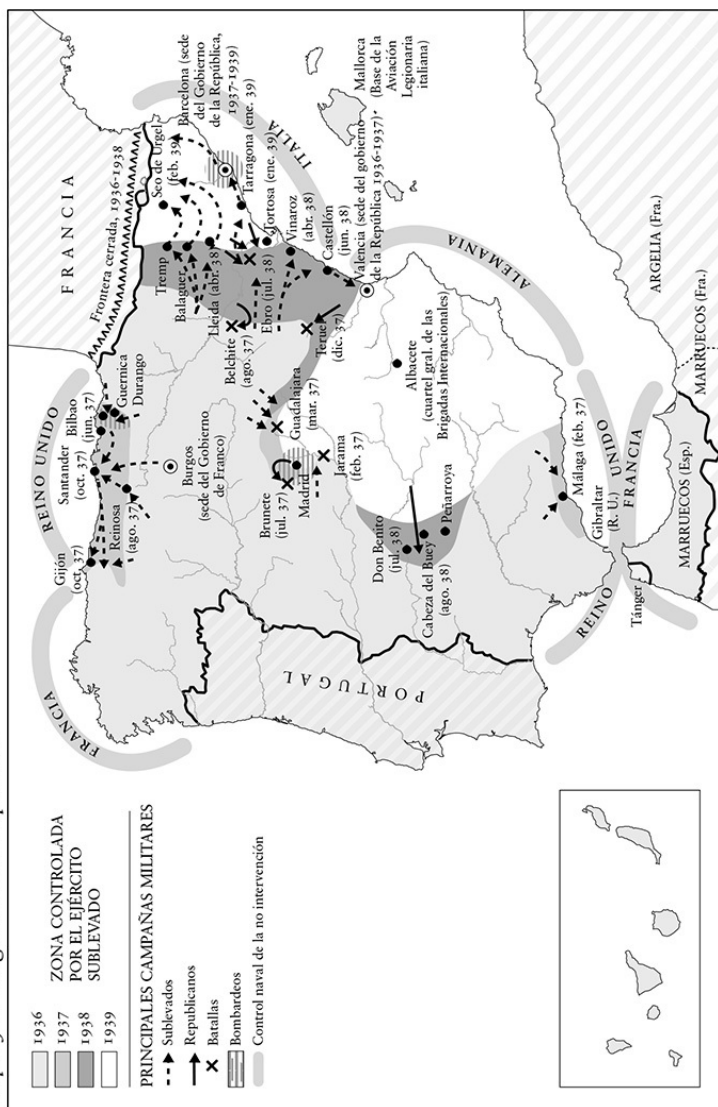 1936
1937
1938
1939
ZONA CONTROLADA
POR EL EJÉRCITO
SUBLEVADO
PRINCIPALES CAMPAÑAS MILITARES
Sublevados
Republicanos
Batallas
Bombardeos
Control naval de la no intervención
FRANCIA
REINO UNIDO
FRANCIA
Frontera cerrada, 1936-1938
Gijón
(oct. 37)
Santander
(oct. 37)
Bilbao
(jun. 37)
Guernica
Durango
Reinosa
(ago. 37)
Burgos
(sede del Gobierno
de Franco)
Seo de Urgel
(feb. 39)
Barcelona (sede
del Gobierno
de la República,
1937-1939)
Tremp
Balaguer
Lleida (abr. 38)
Tarragona (ene. 39)
Tortosa (ene. 39)
ITALIA
Belchite
(ago. 37)
Ebro (jul. 38)
Vinaroz
(abr. 38)
Castellón
(jun. 38)
Mallorca
(Base de la
Aviación
Legionaria
italiana)
Guadalajara
(mar. 37)
Teruel
(dic. 37)
Valencia (sede del gobierno
de la República 1936-1937)
Brunete
(jul. 37)
Madrid
Jarama
(feb. 37)
PORTUGAL
Albacete
(cuartel gral. de las
Brigadas Internacionales)
ALEMANIA
Don Benito
(jul. 38)
Cabeza del Buey
(ago. 38)
Peñarroya
Málaga (feb. 37)
Gibraltar
(R. U.)
REINO UNIDO
FRANCIA
Tánger
MARRUECOS (Esp.)
MARRUECOS (Fra.)
ARGELIA (Fra.)